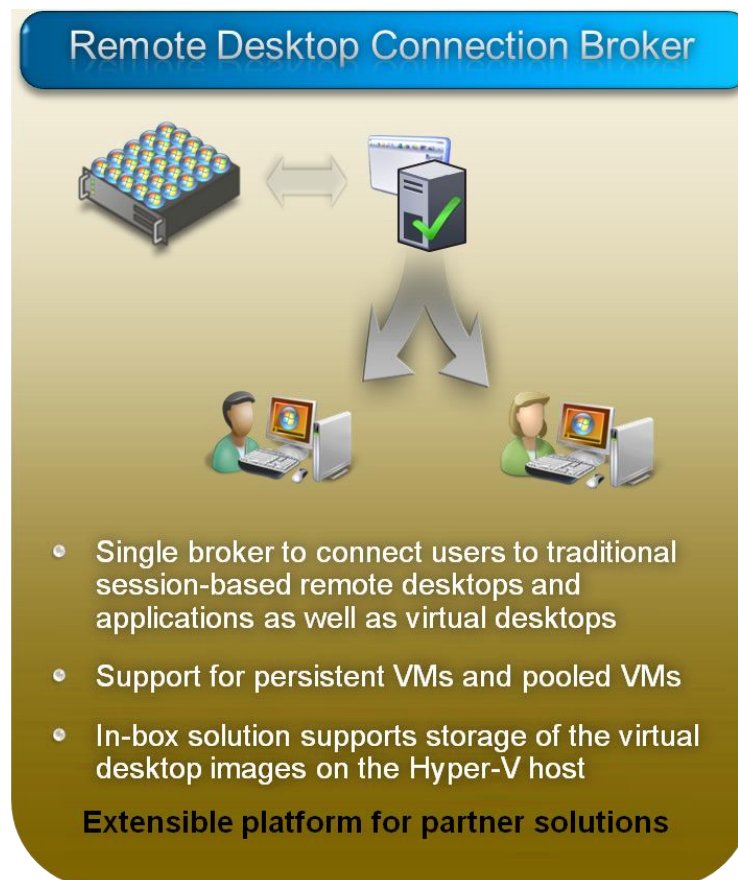 Remote Desktop Connection Broker
Single broker to connect users to traditional
session-based remote desktops and
applications as well as virtual desktops
Support for persistent VMs and pooled VMs
In-box solution supports storage of the virtual
desktop images on the Hyper-V host
Extensible platform for partner solutions